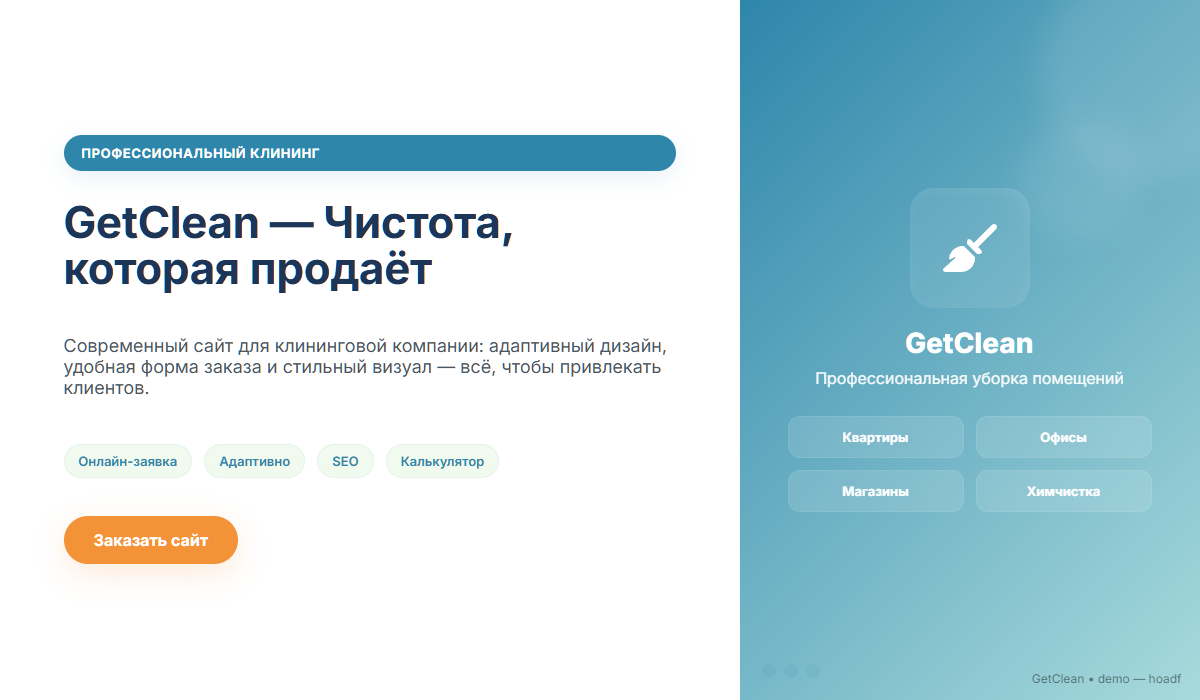 ПРОФЕССИОНАЛЬНЫЙ КЛИНИНГ
GetClean — Чистота,
которая продаёт
Современный сайт для клининговой компании: адаптивный дизайн,
удобная форма заказа и стильный визуал — всё, чтобы привлекать
клиентов.
Онлайн-заявка
Адаптивно
SEO
Калькулятор
Заказать сайт
GetClean
Профессиональная уборка помещений
Квартиры
Офисы
Магазины
Химчистка
GetClean • demo — hoadf